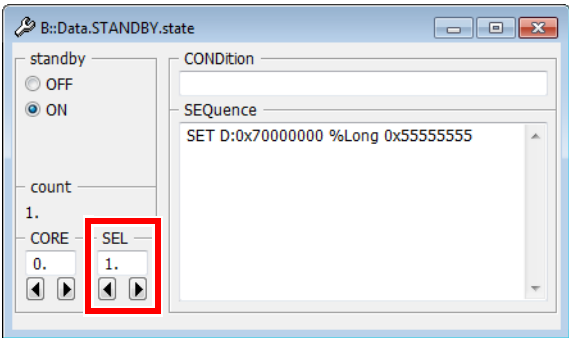 B::Data.STANDBY.state
standby
OFF
ON
count
1.
CORE
0.
SEL
1.
CONDition
SEQuence
SET D:0x70000000 %Long 0x55555555